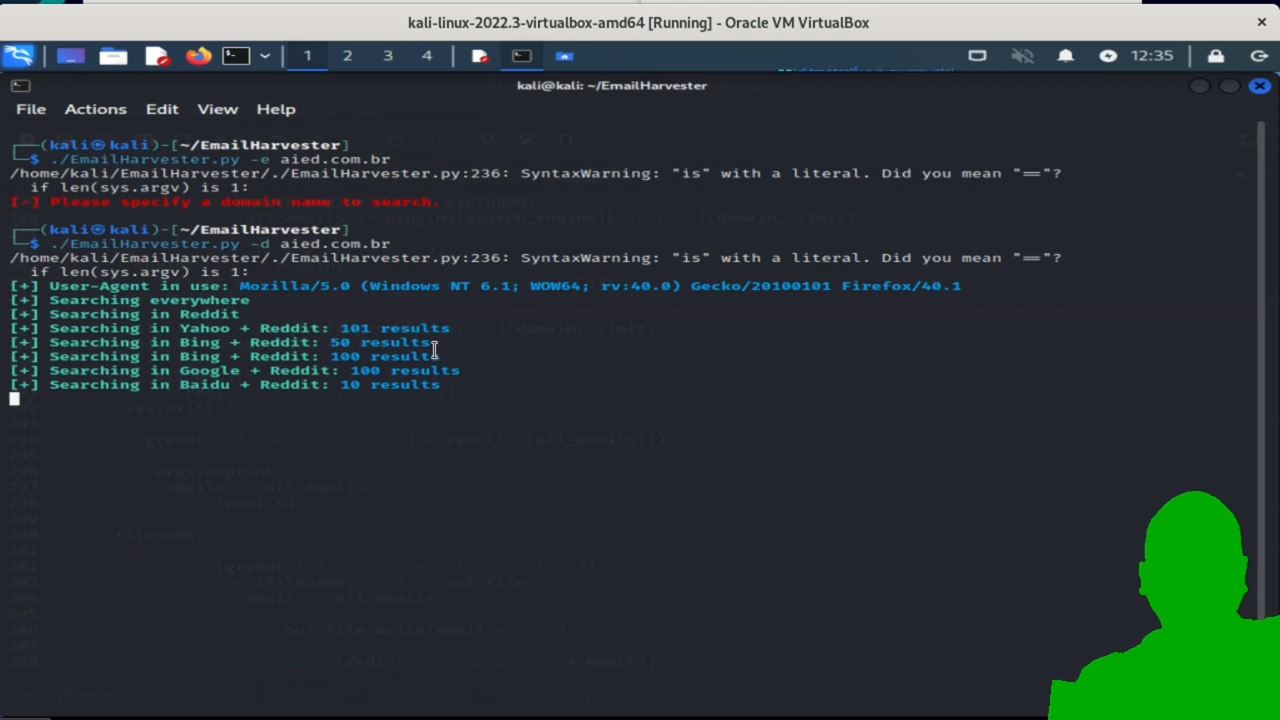 kali-linux-2022.3-virtualbox-amd64 [Running] - Oracle VM VirtualBox
1 2 3 4 12:35
kali@kali: ~/EmailHarvester
File Actions Edit View Help
┌──(kali㉿kali)-[~/EmailHarvester]
└─$ ./EmailHarvester.py -e aied.com.br
/home/kali/EmailHarvester/./EmailHarvester.py:236: SyntaxWarning: "is" with a literal. Did you mean "=="?
if len(sys.argv) is 1:
[-] Please specify a domain name to search.
┌──(kali㉿kali)-[~/EmailHarvester]
└─$ ./EmailHarvester.py -d aied.com.br
/home/kali/EmailHarvester/./EmailHarvester.py:236: SyntaxWarning: "is" with a literal. Did you mean "=="?
if len(sys.argv) is 1:
[+] User-Agent in use: Mozilla/5.0 (Windows NT 6.1; WOW64; rv:40.0) Gecko/20100101 Firefox/40.1
[+] Searching everywhere
[+] Searching in Reddit
[+] Searching in Yahoo + Reddit: 101 results
[+] Searching in Bing + Reddit: 50 results
[+] Searching in Bing + Reddit: 100 results
[+] Searching in Google + Reddit: 100 results
[+] Searching in Baidu + Reddit: 10 results